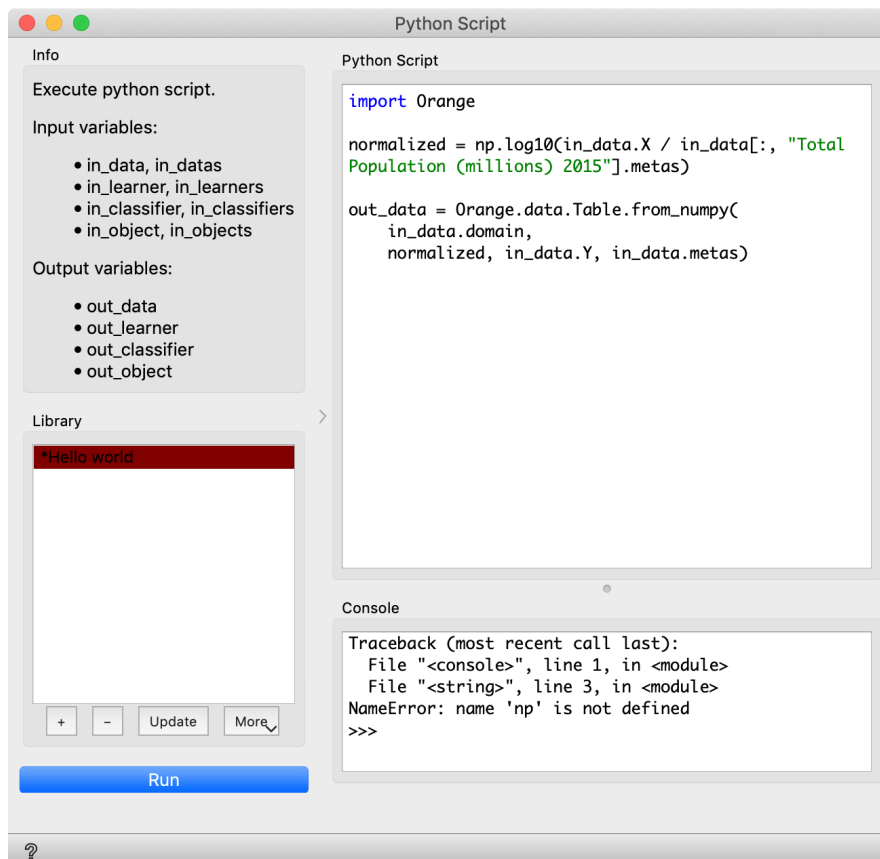 Python Script
Info
Execute python script.
Input variables:
• in_data, in_datas
• in_learner, in_learners
• in_classifier, in_classifiers
• in_object, in_objects
Output variables:
• out_data
• out_learner
• out_classifier
• out_object
Library
*Hello world
+
-
Update
More
Run
?
Python Script
import Orange
normalized = np.log10(in_data.X / in_data[:, "Total
Population (millions) 2015"].metas)
out_data = Orange.data.Table.from_numpy(
    in_data.domain,
    normalized, in_data.Y, in_data.metas)
Console
Traceback (most recent call last):
  File "<console>", line 1, in <module>
  File "<string>", line 3, in <module>
NameError: name 'np' is not defined
>>>